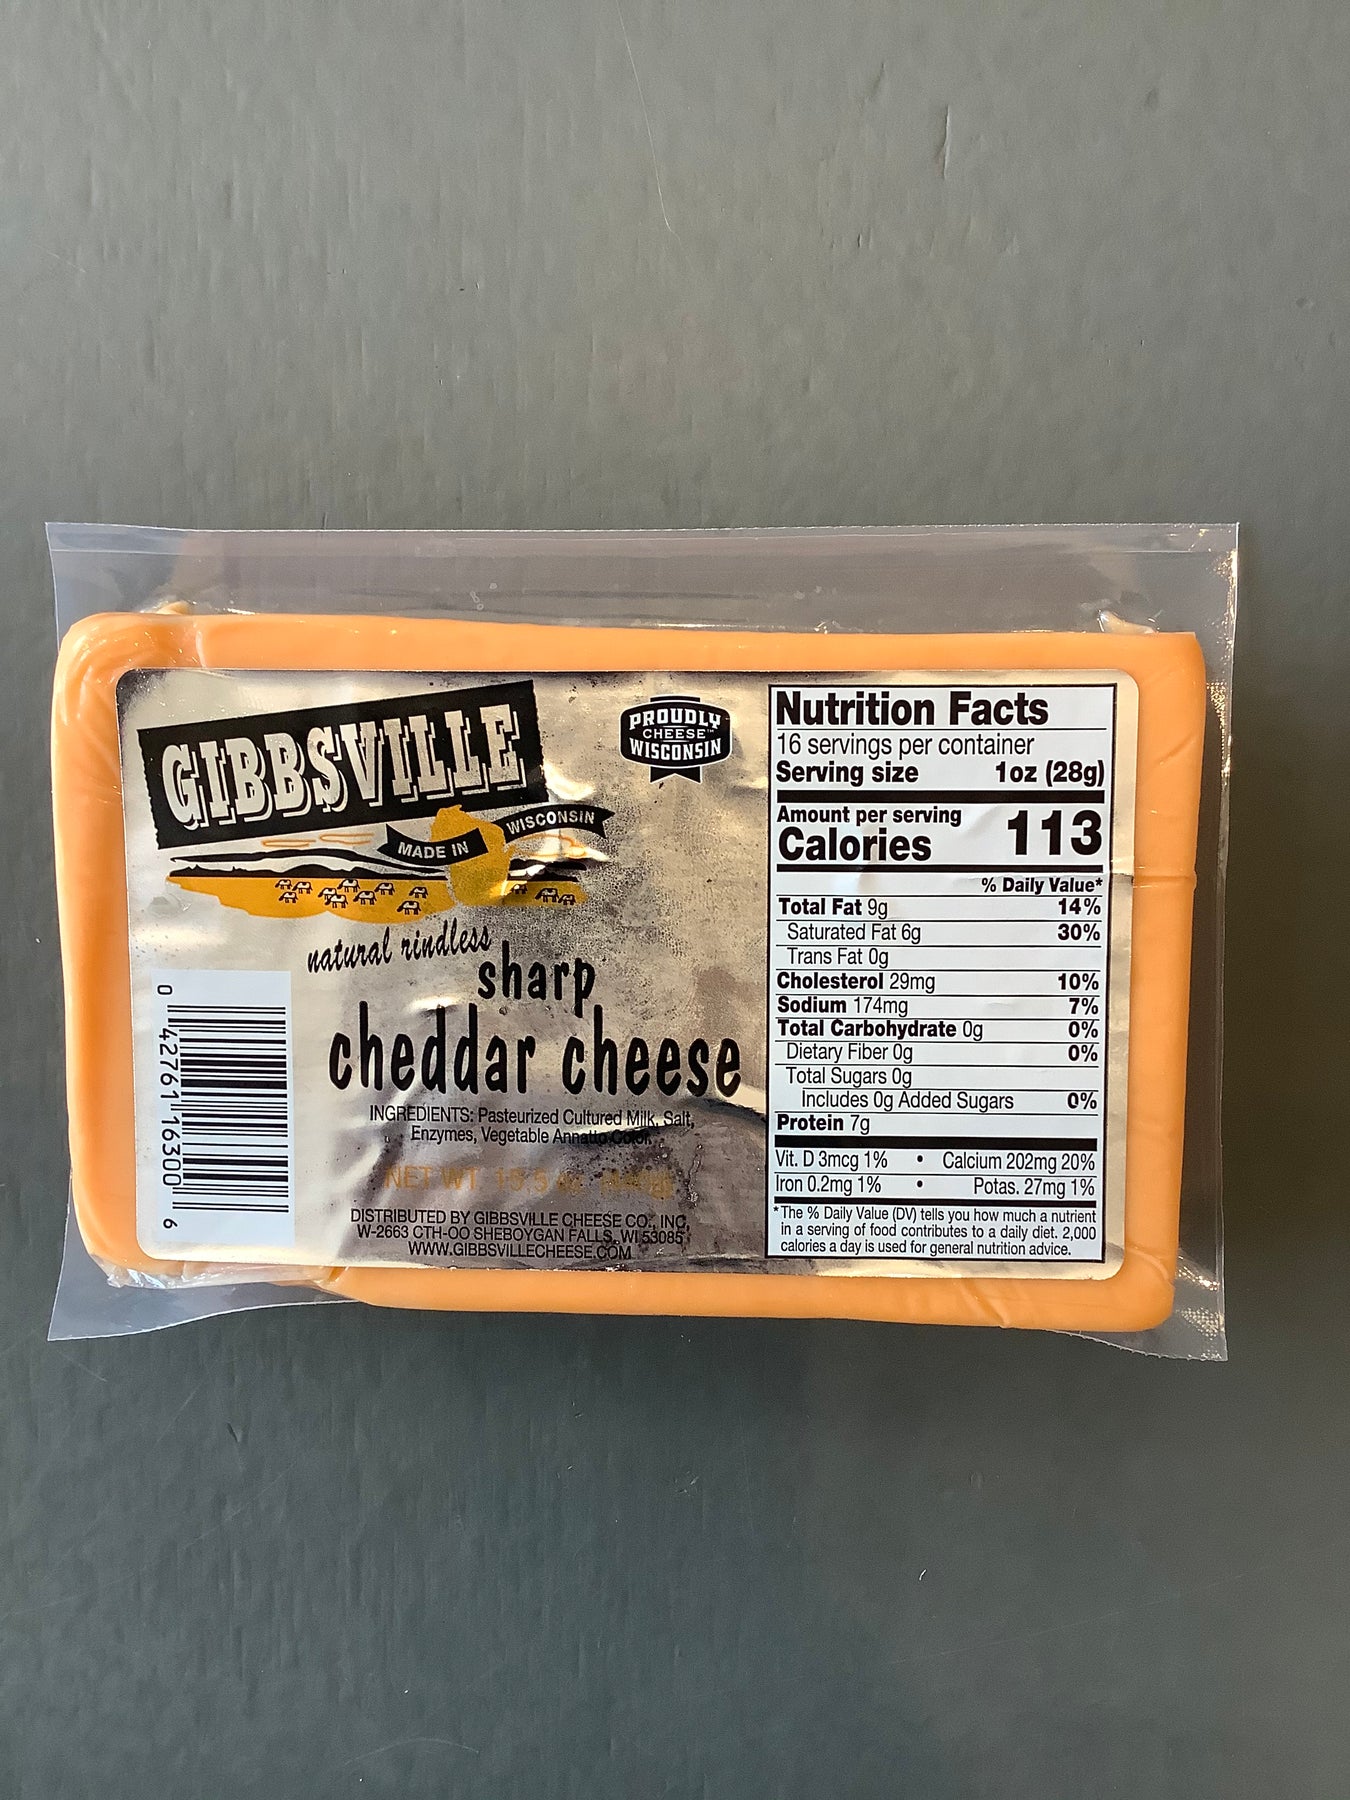 GIBBSVILLE
MADE IN WISCONSIN
natural rindless
sharp
cheddar cheese
INGREDIENTS: Pasteurized Cultured Milk, Salt,
Enzymes, Vegetable Annatto Color.
NET WT
DISTRIBUTED BY GIBBSVILLE CHEESE CO., INC.
W-2663 CTH-OO SHEBOYGAN FALLS, WI 53085
WWW.GIBBSVILLECHEESE.COM
0 42761 16300 6
PROUDLY
CHEESE™
WISCONSIN
Nutrition Facts
16 servings per container
Serving size 1oz (28g)
Amount per serving
Calories 113
% Daily Value*
Total Fat 9g 14%
Saturated Fat 6g 30%
Trans Fat 0g
Cholesterol 29mg 10%
Sodium 174mg 7%
Total Carbohydrate 0g 0%
Dietary Fiber 0g 0%
Total Sugars 0g
Includes 0g Added Sugars 0%
Protein 7g
Vit. D 3mcg 1% • Calcium 202mg 20%
Iron 0.2mg 1% • Potas. 27mg 1%
*The % Daily Value (DV) tells you how much a nutrient
in a serving of food contributes to a daily diet. 2,000
calories a day is used for general nutrition advice.